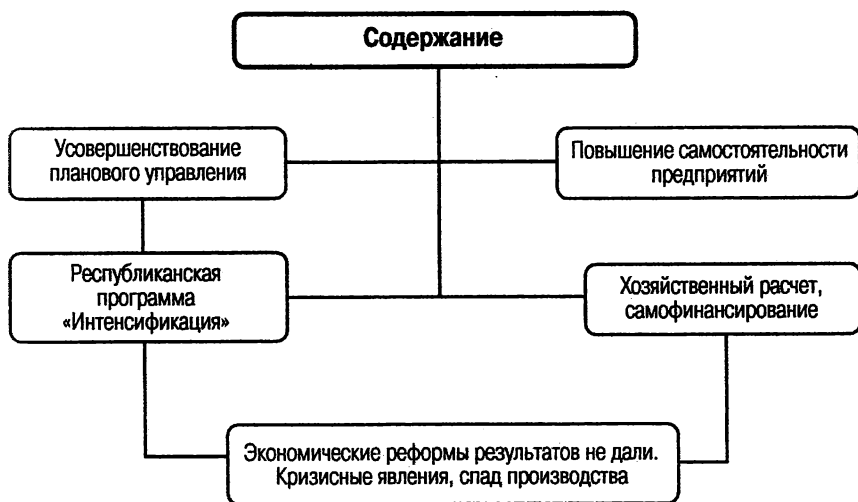 Содержание
Усовершенствование
планового управления
Повышение самостоятельности
предприятий
Республиканская
программа
«Интенсификация»
Хозяйственный расчет,
самофинансирование
Экономические реформы результатов не дали.
Кризисные явления, спад производства